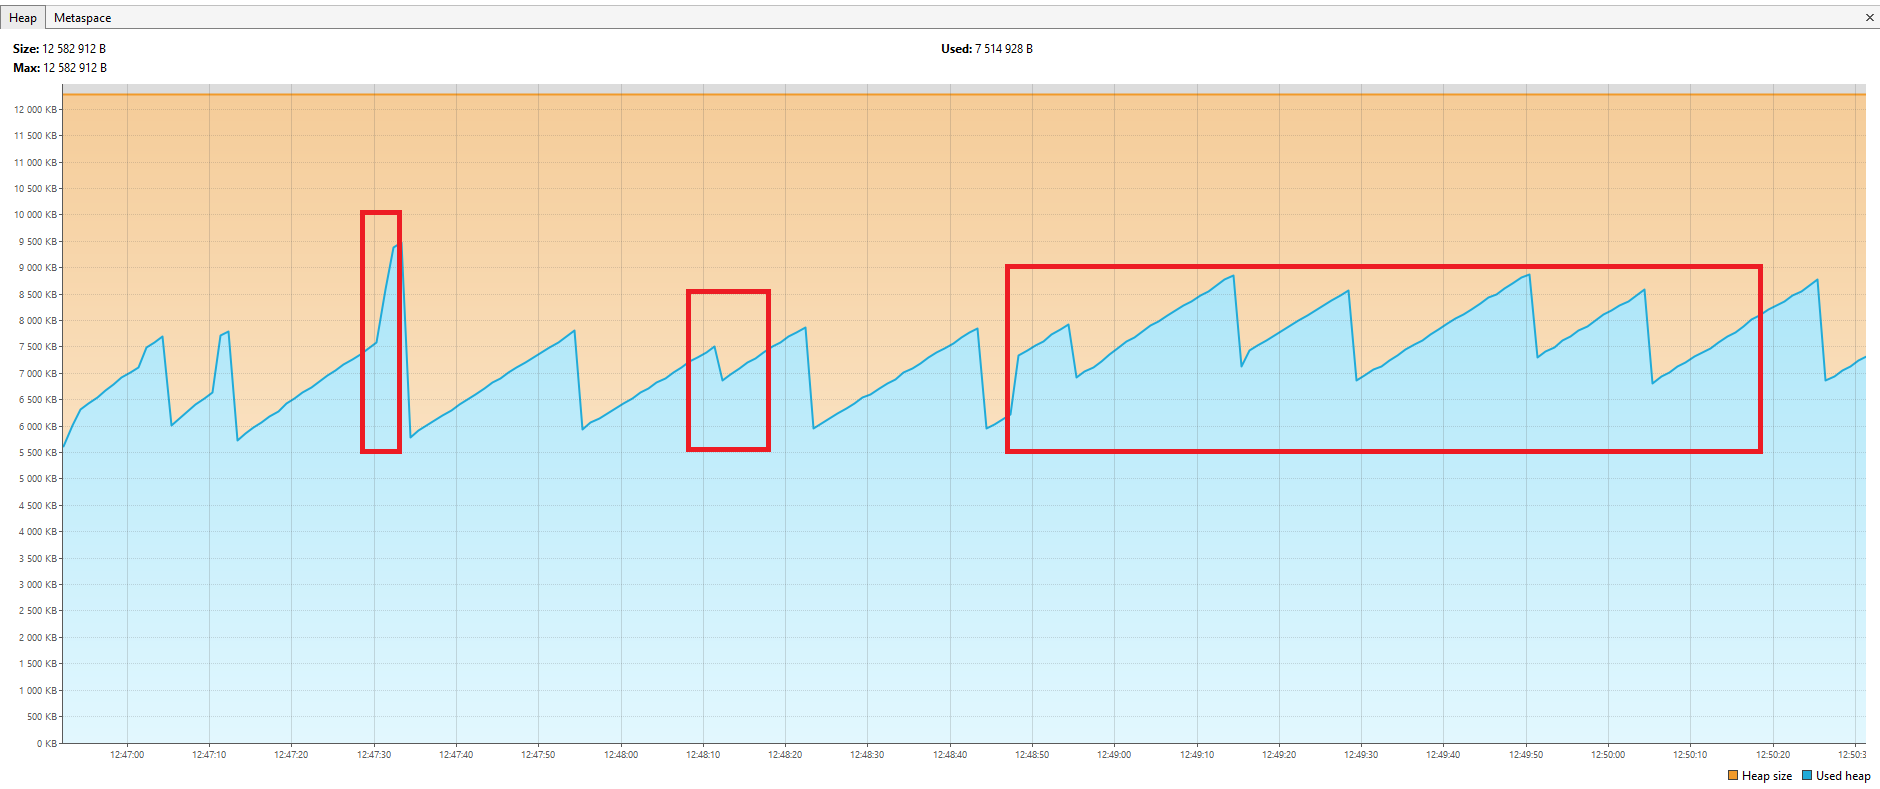 Heap Metaspace ×
Size: 12 582 912 B Used: 7 514 928 B
Max: 12 582 912 B
12 000 KB
11 500 KB
11 000 KB
10 500 KB
10 000 KB
9 500 KB
9 000 KB
8 500 KB
8 000 KB
7 500 KB
7 000 KB
6 500 KB
6 000 KB
5 500 KB
5 000 KB
4 500 KB
4 000 KB
3 500 KB
3 000 KB
2 500 KB
2 000 KB
1 500 KB
1 000 KB
500 KB
0 KB
12:47:00 12:47:10 12:47:20 12:47:30 12:47:40 12:47:50 12:48:00 12:48:10 12:48:20 12:48:30 12:48:40 12:48:50 12:49:00 12:49:10 12:49:20 12:49:30 12:49:40 12:49:50 12:50:00 12:50:10 12:50:20 12:50:3
Heap size Used heap